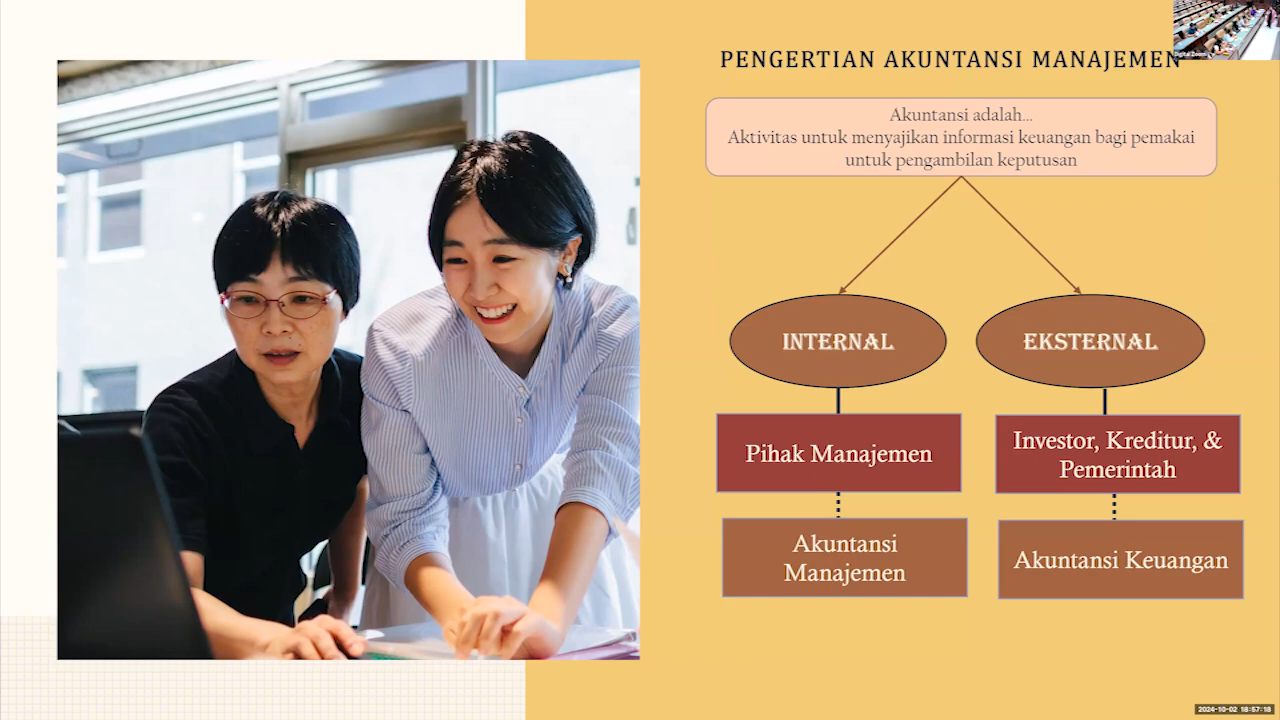 PENGERTIAN AKUNTANSI MANAJEMEN
Akuntansi adalah...
Aktivitas untuk menyajikan informasi keuangan bagi pemakai
untuk pengambilan keputusan
INTERNAL
EKSTERNAL
Pihak Manajemen
Investor, Kreditur, &
Pemerintah
Akuntansi
Manajemen
Akuntansi Keuangan
2024-10-02 18:57:18